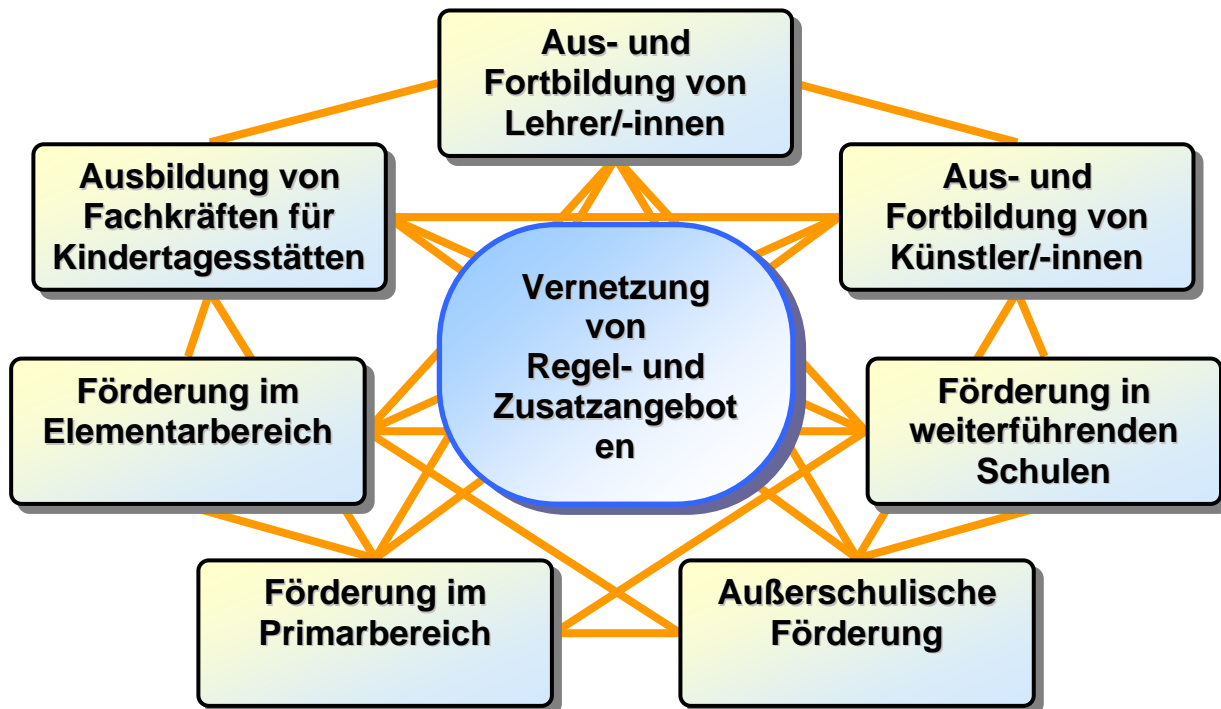 Aus- und
Fortbildung von
Lehrer/-innen
Ausbildung von
Fachkräften für
Kindertagesstätten
Aus- und
Fortbildung von
Künstler/-innen
Vernetzung
von
Regel- und
Zusatzangebot
en
Förderung im
Elementarbereich
Förderung in
weiterführenden
Schulen
Förderung im
Primarbereich
Außerschulische
Förderung